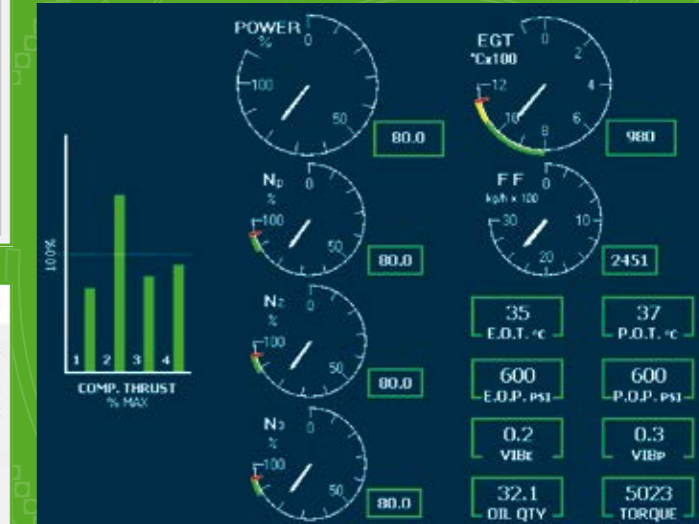 POWER
%
0
50
100
80.0
EGT
°Cx100
0
2
4
6
8
10
12
980
Np
%
0
50
100
80.0
FF
kg/h x 100
0
10
20
30
2451
N2
%
0
50
100
80.0
N3
%
0
50
100
80.0
100%
1 2 3 4
COMP. THRUST
% MAX
35
E.O.T. °C
37
P.O.T. °C
600
E.O.P. PSI
600
P.O.P. PSI
0.2
VIBE
0.3
VIBP
32.1
OIL QTY
5023
TORQUE